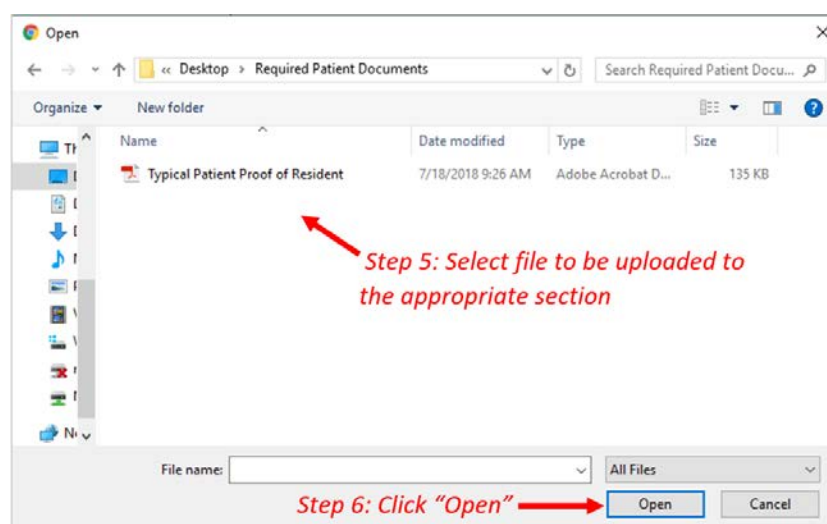 Open
« Desktop > Required Patient Documents
Search Required Patient Docu...
Organize
New folder
Name
Date modified
Type
Size
Th
Typical Patient Proof of Resident
7/18/2018 9:26 AM
Adobe Acrobat D...
135 KB
Step 5: Select file to be uploaded to
the appropriate section
File name:
All Files
Step 6: Click “Open”
Open
Cancel